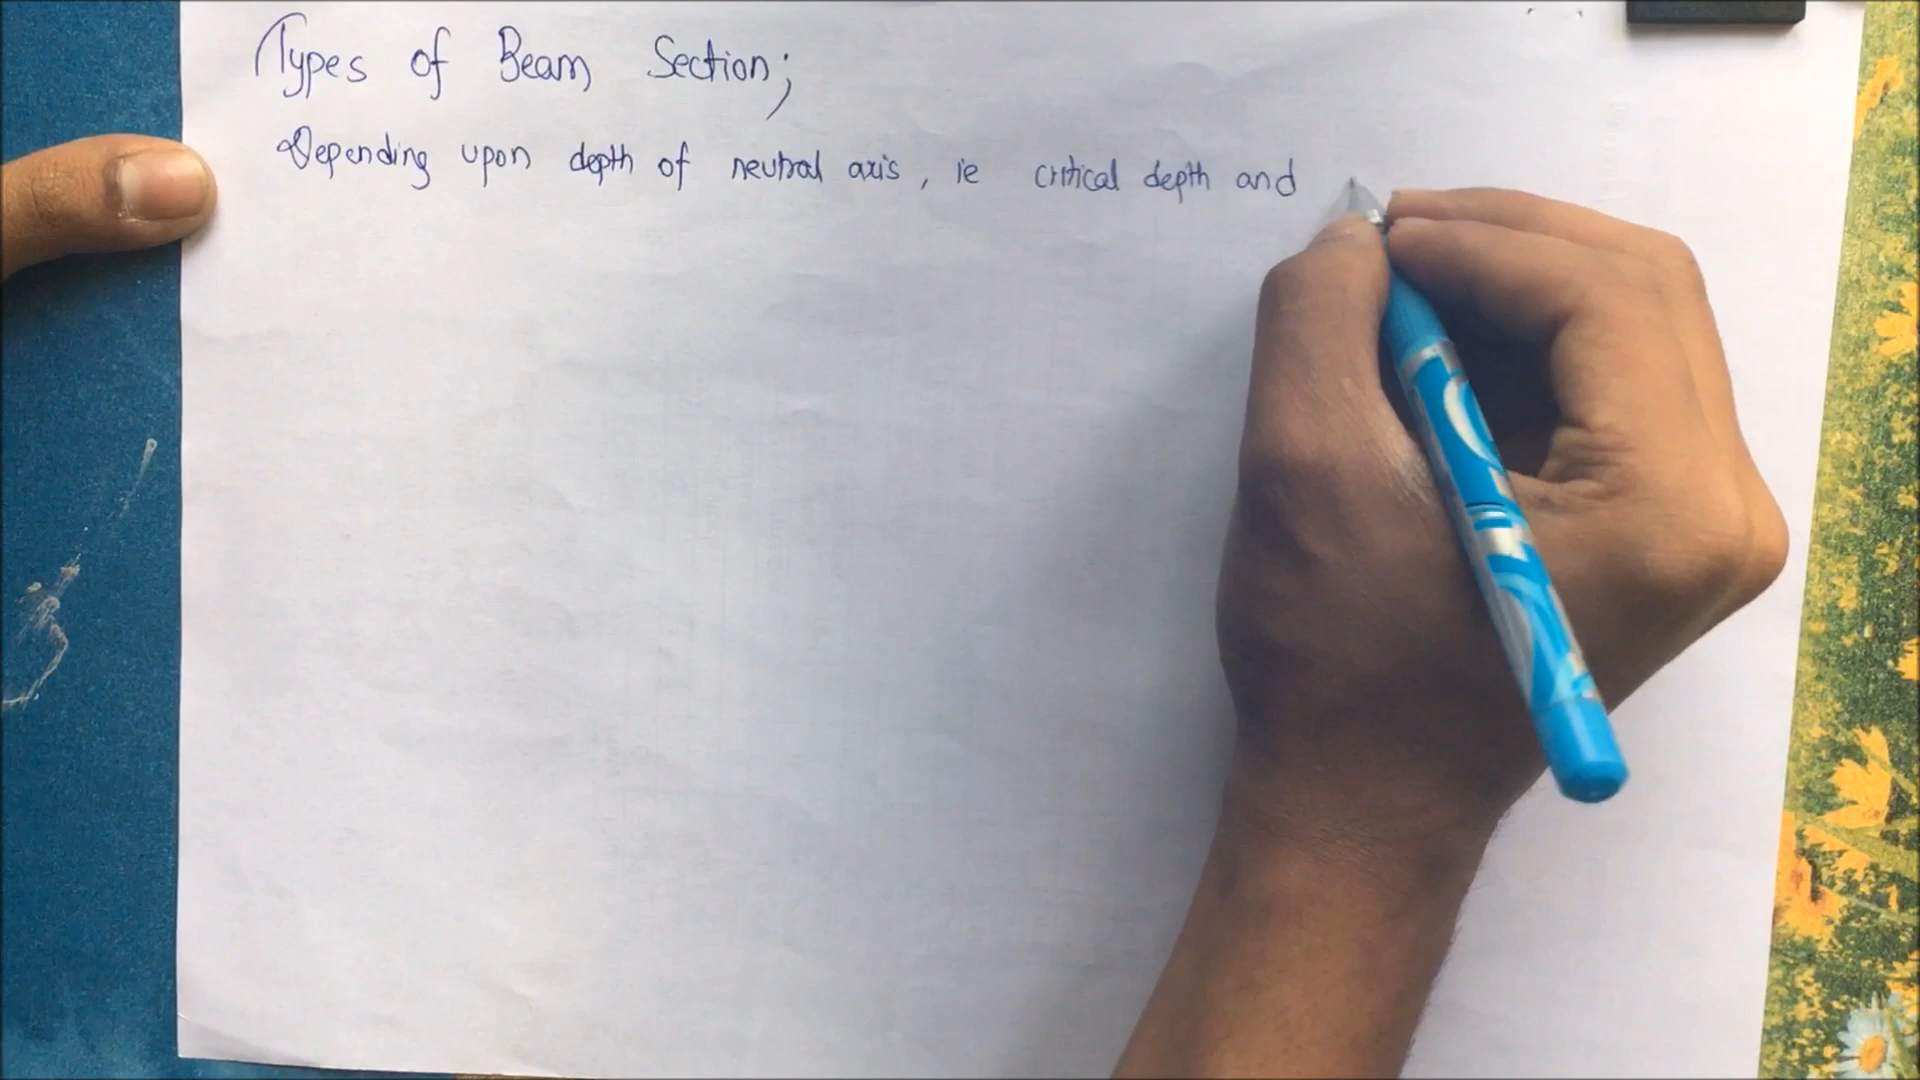 Types of Beam Section;
Depending upon depth of neutral axis, ie critical depth and